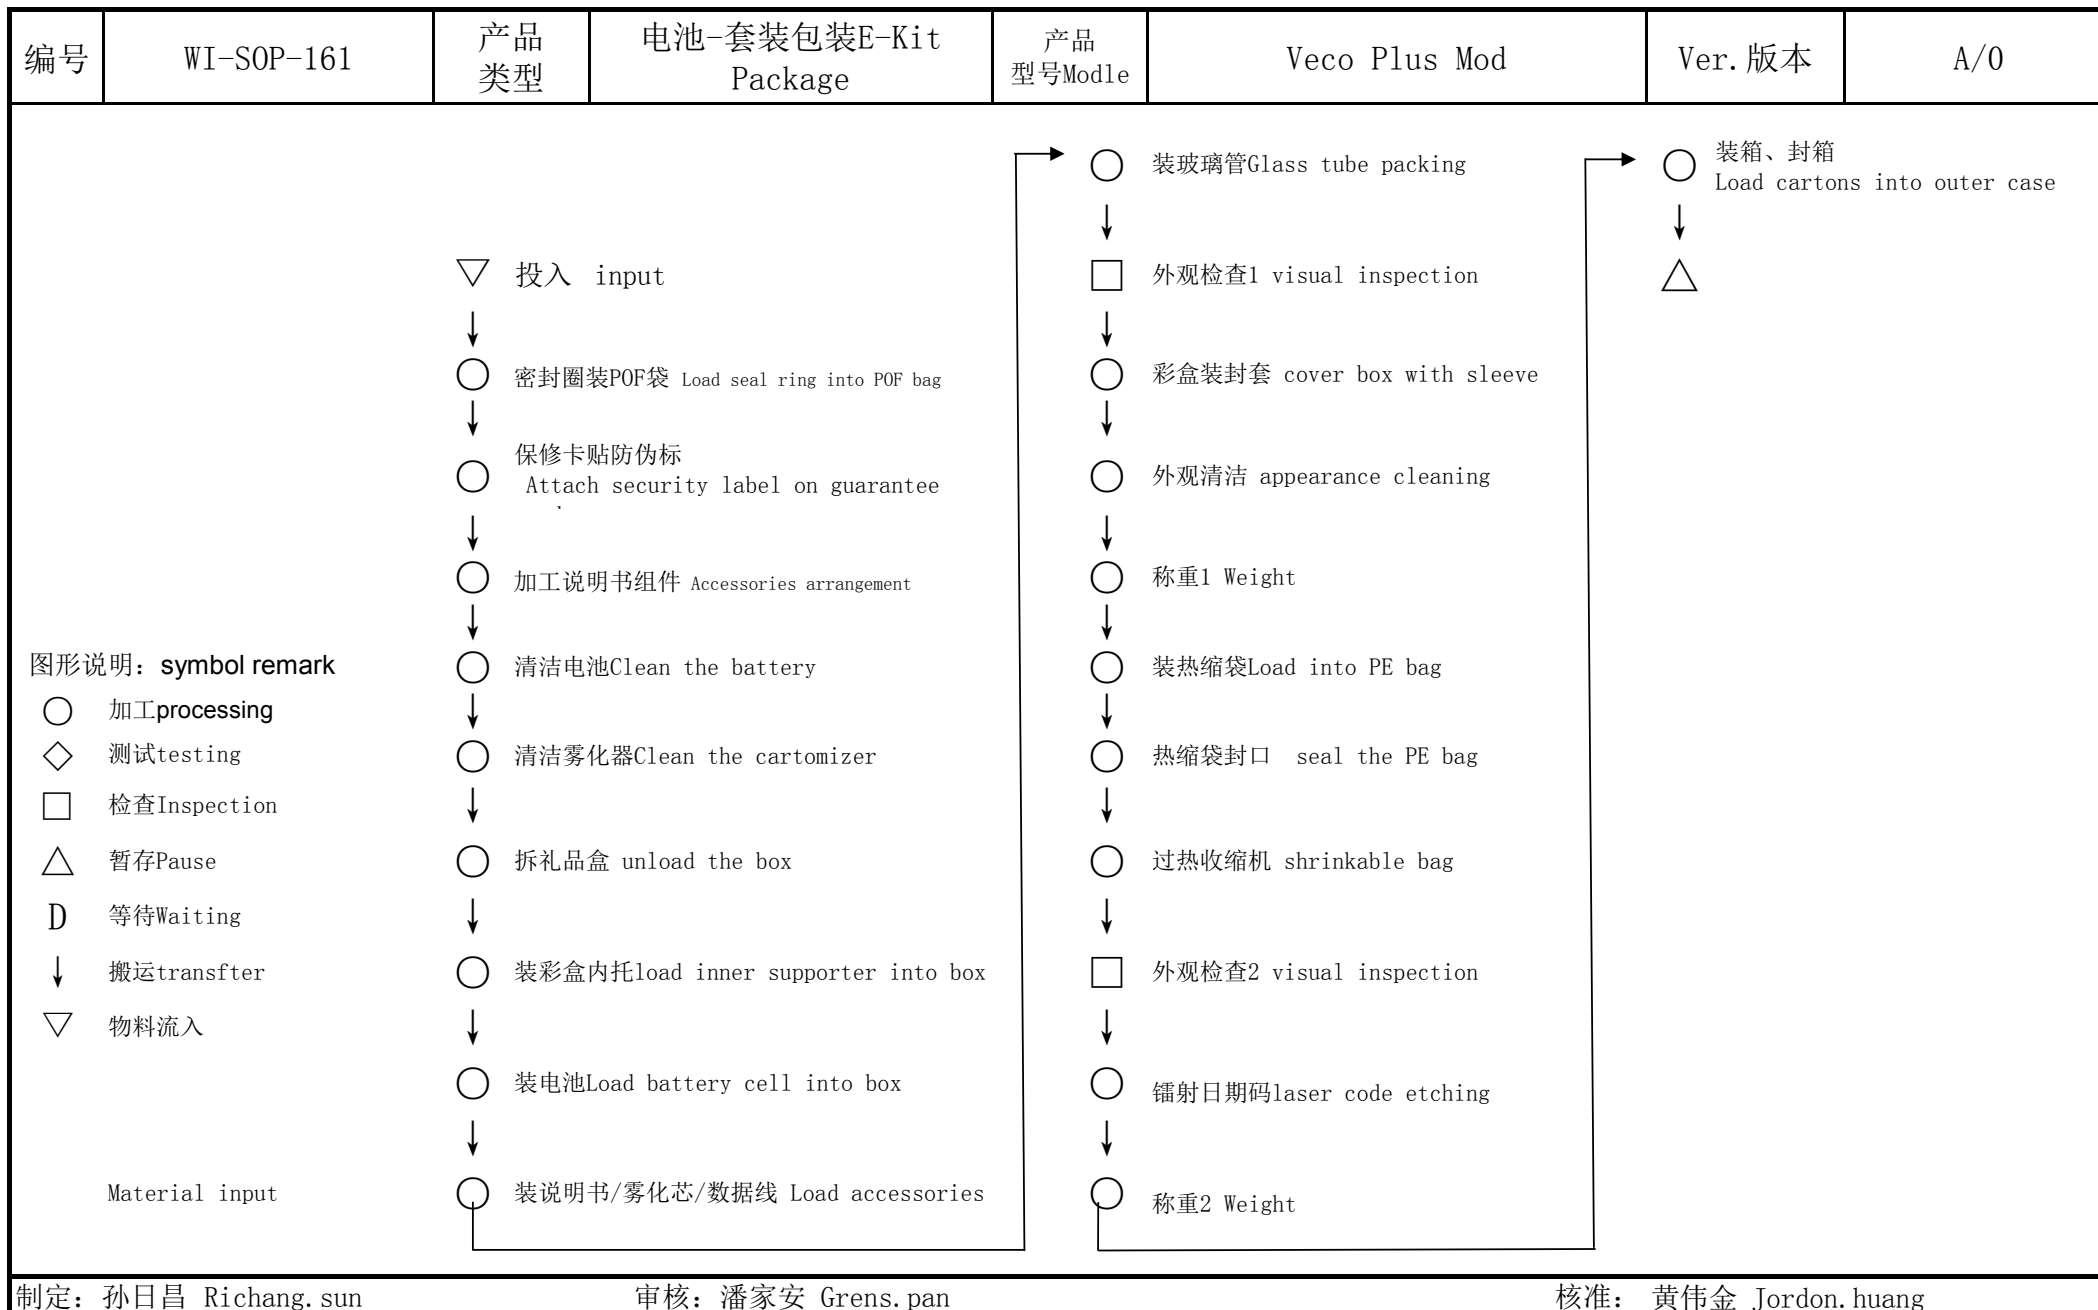 编号
WI-SOP-161
产品
类型
电池-套装包装E-Kit
Package
产品
型号Modle
Veco Plus Mod
Ver.版本
A/0
投入 input
密封圈装POF袋 Load seal ring into POF bag
保修卡贴防伪标
Attach security label on guarantee
加工说明书组件 Accessories arrangement
清洁电池Clean the battery
清洁雾化器Clean the cartomizer
拆礼品盒 unload the box
装彩盒内托load inner supporter into box
装电池Load battery cell into box
装说明书/雾化芯/数据线 Load accessories
装玻璃管Glass tube packing
外观检查1 visual inspection
彩盒装封套 cover box with sleeve
外观清洁 appearance cleaning
称重1 Weight
装热缩袋Load into PE bag
热缩袋封口 seal the PE bag
过热收缩机 shrinkable bag
外观检查2 visual inspection
镭射日期码laser code etching
称重2 Weight
装箱、封箱
Load cartons into outer case
图形说明：symbol remark
加工processing
测试testing
检查Inspection
暂存Pause
D 等待Waiting
搬运transfter
物料流入
Material input
制定：孙日昌 Richang.sun
审核：潘家安 Grens.pan
核准： 黄伟金 Jordon.huang